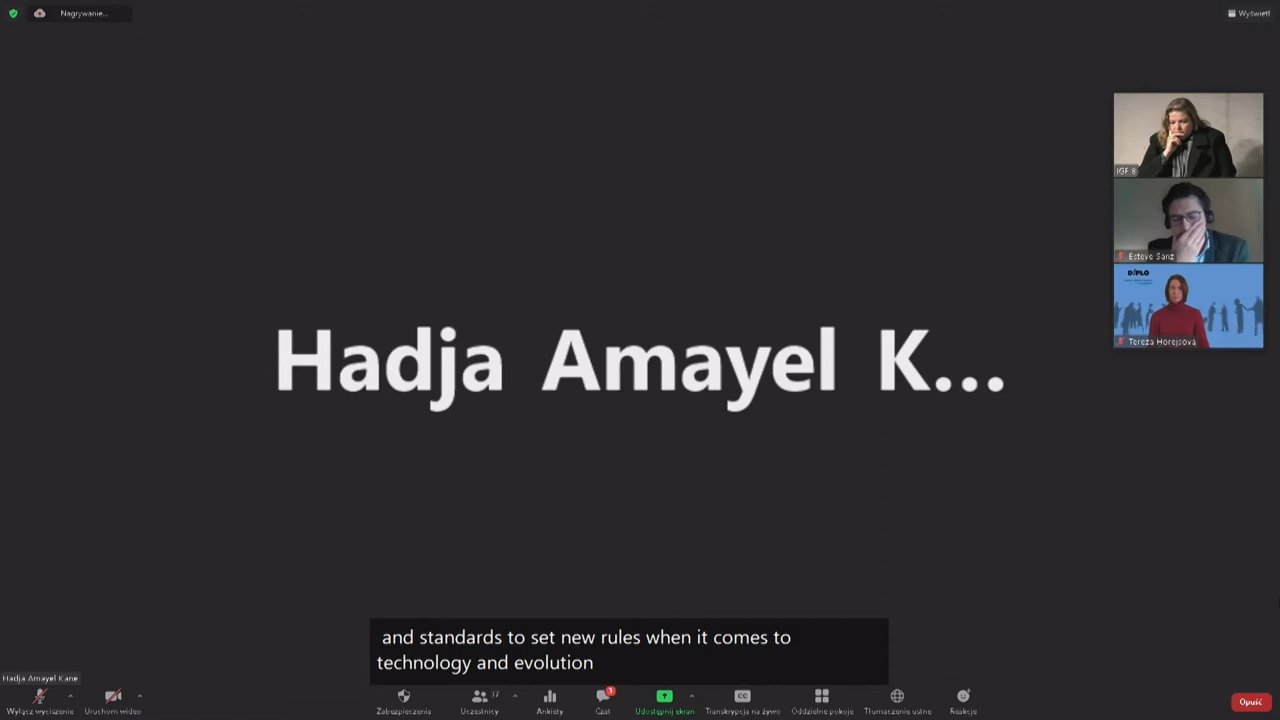 Nagrywanie...
Wyświetl
IGF 8
Esteve Sanz
DiPLO
Tereza Horejsova
Hadja Amayel K...
and standards to set new rules when it comes to
technology and evolution
Hadja Amayel Kane
Wyłącz wyciszenie
Uruchom wideo
Zabezpieczenia
Uczestnicy
37
Ankiety
Czat
Udostępnij ekran
CC
Transkrypcja na żywo
Oddzielne pokoje
Tłumaczenie ustne
Reakcje
Opuść